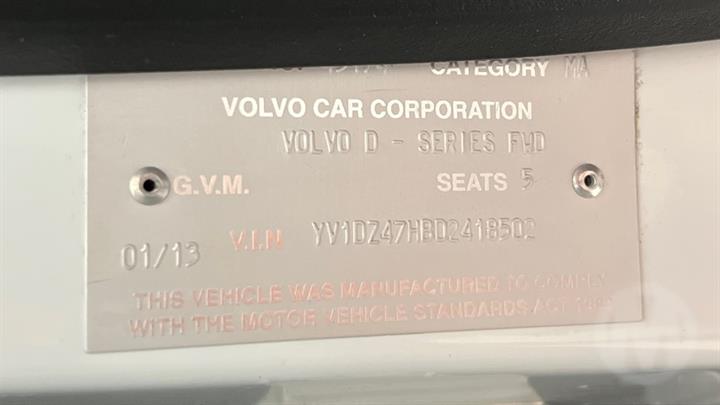 CATEGORY MA
VOLVO CAR CORPORATION
VOLVO D - SERIES FWD
G.V.M. SEATS 5
01/13 V.I.N YV1DZ47HBD2418502
THIS VEHICLE WAS MANUFACTURED TO COMPLY
WITH THE MOTOR VEHICLE STANDARDS ACT